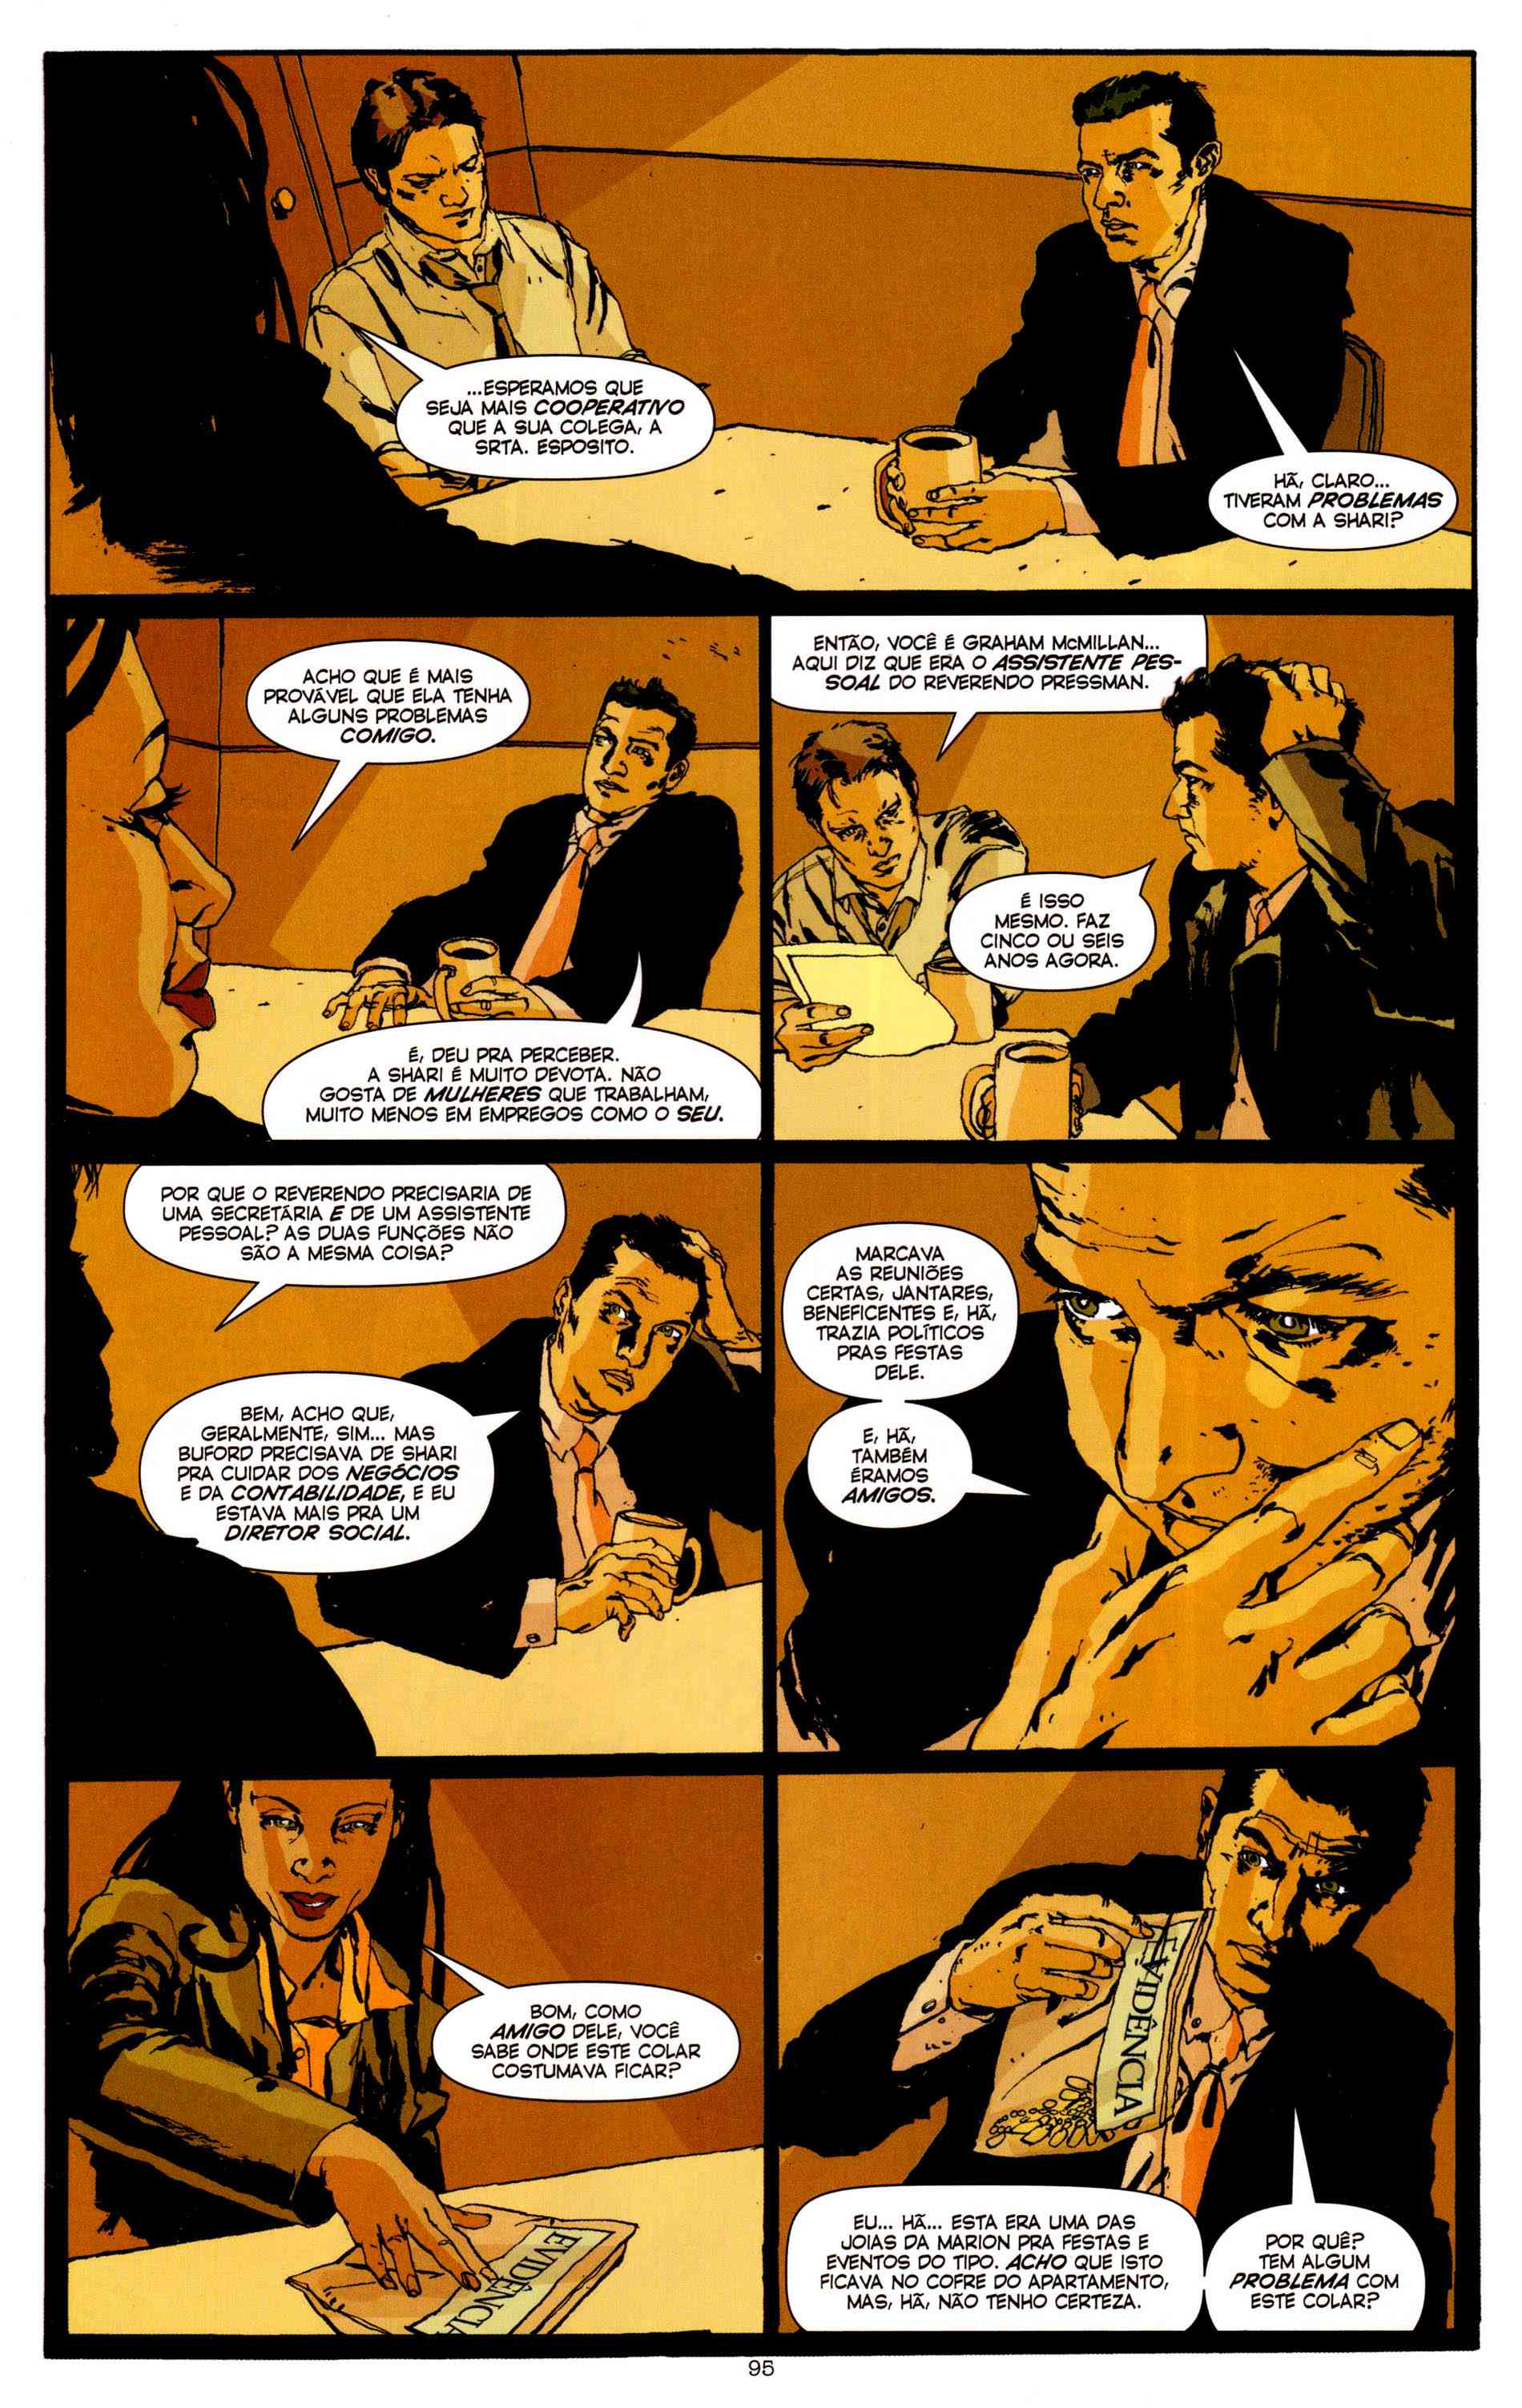 ...ESPERAMOS QUE
SEJA MAIS COOPERATIVO
QUE A SUA COLEGA, A
SRTA. ESPOSITO.
HÃ, CLARO...
TIVERAM PROBLEMAS
COM A SHARI?
ACHO QUE É MAIS
PROVÁVEL QUE ELA TENHA
ALGUNS PROBLEMAS
COMIGO.
É, DEU PRA PERCEBER.
A SHARI É MUITO DEVOTA. NÃO
GOSTA DE MULHERES QUE TRABALHAM,
MUITO MENOS EM EMPREGOS COMO O SEU.
ENTÃO, VOCÊ É GRAHAM McMILLAN...
AQUI DIZ QUE ERA O ASSISTENTE PES-
SOAL DO REVERENDO PRESSMAN.
É ISSO
MESMO. FAZ
CINCO OU SEIS
ANOS AGORA.
POR QUE O REVERENDO PRECISARIA DE
UMA SECRETÁRIA E DE UM ASSISTENTE
PESSOAL? AS DUAS FUNÇÕES NÃO
SÃO A MESMA COISA?
BEM, ACHO QUE,
GERALMENTE, SIM... MAS
BUFORD PRECISAVA DE SHARI
PRA CUIDAR DOS NEGÓCIOS
E DA CONTABILIDADE, E EU
ESTAVA MAIS PRA UM
DIRETOR SOCIAL.
MARCAVA
AS REUNIÕES
CERTAS, JANTARES,
BENEFICENTES E, HÃ,
TRAZIA POLÍTICOS
PRAS FESTAS
DELE.
E, HÃ,
TAMBÉM
ÉRAMOS
AMIGOS.
BOM, COMO
AMIGO DELE, VOCÊ
SABE ONDE ESTE COLAR
COSTUMAVA FICAR?
EVIDÊNCIA
EVIDÊNCIA
EU... HÃ... ESTA ERA UMA DAS
JOIAS DA MARION PRA FESTAS E
EVENTOS DO TIPO. ACHO QUE ISTO
FICAVA NO COFRE DO APARTAMENTO,
MAS, HÃ, NÃO TENHO CERTEZA.
POR QUÊ?
TEM ALGUM
PROBLEMA COM
ESTE COLAR?
95